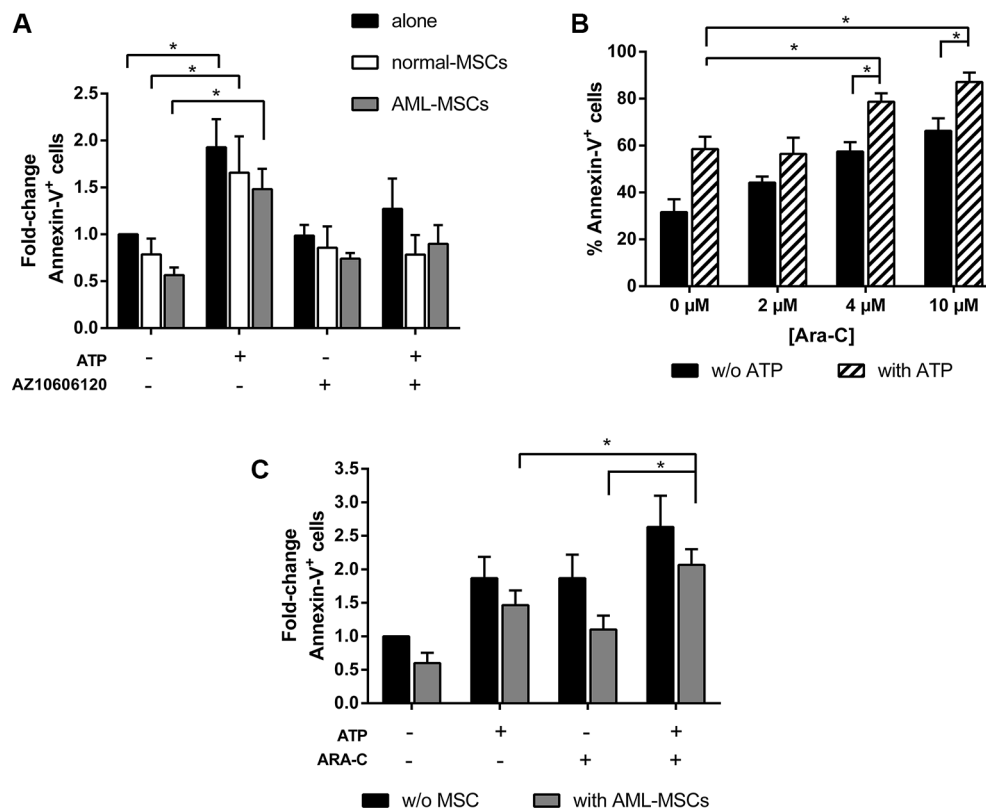 A
alone
normal-MSCs
AML-MSCs
* * *
Fold-change
Annexin-V+ cells
2.5
2.0
1.5
1.0
0.5
0.0
ATP - + - +
AZ10606120 - - + +
B
* * * *
% Annexin-V+ cells
100
80
60
40
20
0
0 µM 2 µM 4 µM 10 µM
[Ara-C]
w/o ATP with ATP
C
* *
Fold-change
Annexin-V+ cells
3.5
3.0
2.5
2.0
1.5
1.0
0.5
0.0
ATP - + - +
ARA-C - - + +
w/o MSC with AML-MSCs